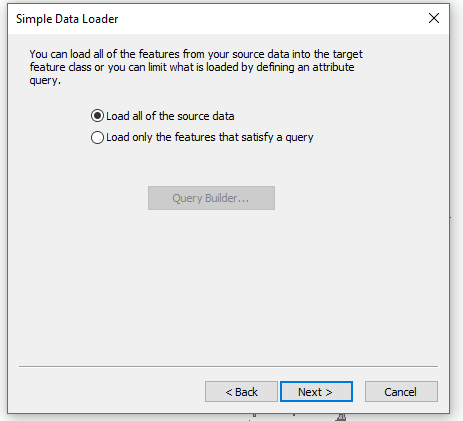 Simple Data Loader
You can load all of the features from your source data into the target
feature class or you can limit what is loaded by defining an attribute
query.
Load all of the source data
Load only the features that satisfy a query
Query Builder...
< Back
Next >
Cancel